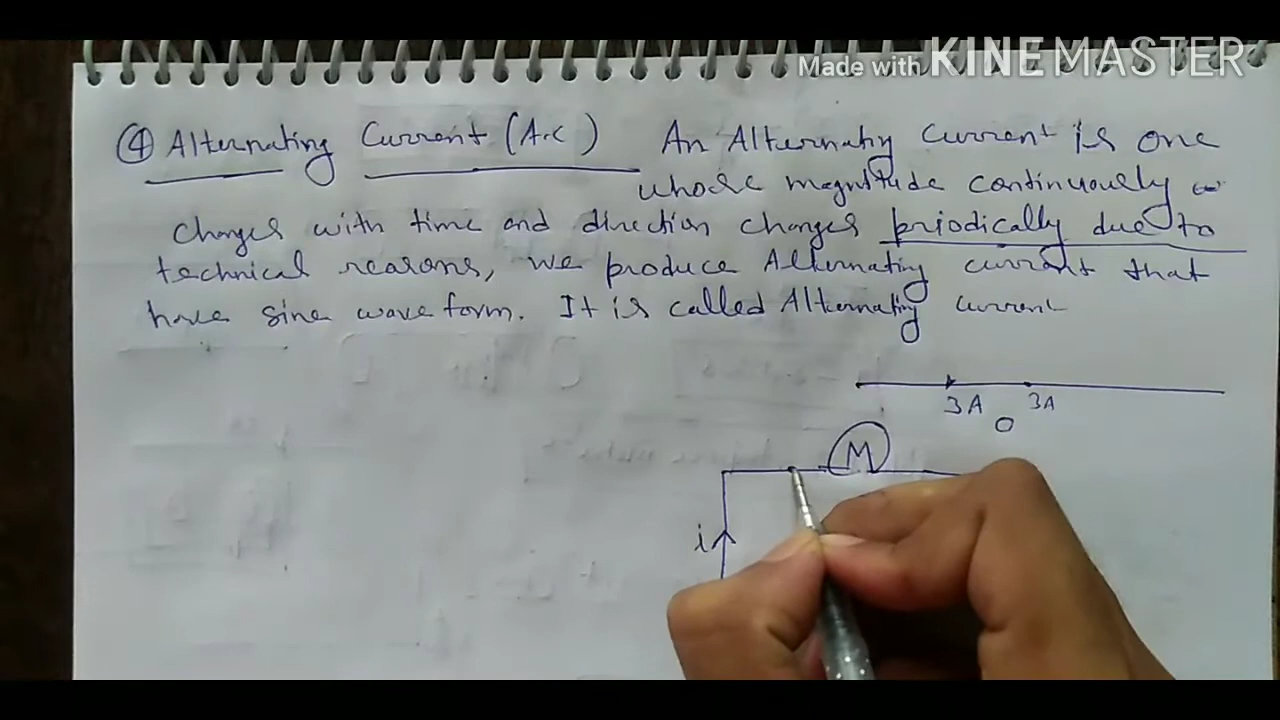 Made with KINEMASTER
④ Alternating Current (A.C) An Alternating current is one
whose magnitude continuously
changes with time and direction changes priodically due to
technical reasons, we produce Alternating current that
have sine wave form. It is called Alternating current
3A 3A
O
M
i